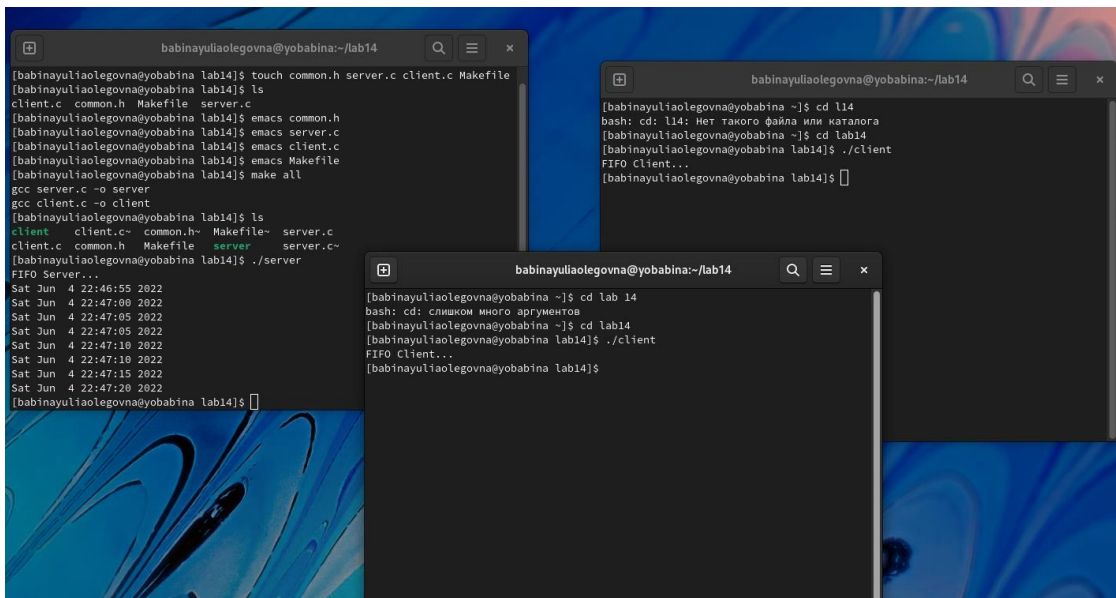 babinayuliaolegovna@yobabina:~/lab14
[babinayuliaolegovna@yobabina lab14]$ touch common.h server.c client.c Makefile
[babinayuliaolegovna@yobabina lab14]$ ls
client.c  common.h  Makefile  server.c
[babinayuliaolegovna@yobabina lab14]$ emacs common.h
[babinayuliaolegovna@yobabina lab14]$ emacs server.c
[babinayuliaolegovna@yobabina lab14]$ emacs client.c
[babinayuliaolegovna@yobabina lab14]$ emacs Makefile
[babinayuliaolegovna@yobabina lab14]$ make all
gcc server.c -o server
gcc client.c -o client
[babinayuliaolegovna@yobabina lab14]$ ls
client    client.c~  common.h~  Makefile~  server.c
client.c  common.h   Makefile   server     server.c~
[babinayuliaolegovna@yobabina lab14]$ ./server
FIFO Server...
Sat Jun  4 22:46:55 2022
Sat Jun  4 22:47:00 2022
Sat Jun  4 22:47:05 2022
Sat Jun  4 22:47:05 2022
Sat Jun  4 22:47:10 2022
Sat Jun  4 22:47:10 2022
Sat Jun  4 22:47:15 2022
Sat Jun  4 22:47:20 2022
[babinayuliaolegovna@yobabina lab14]$
babinayuliaolegovna@yobabina:~/lab14
[babinayuliaolegovna@yobabina ~]$ cd l14
bash: cd: l14: Нет такого файла или каталога
[babinayuliaolegovna@yobabina ~]$ cd lab14
[babinayuliaolegovna@yobabina lab14]$ ./client
FIFO Client...
[babinayuliaolegovna@yobabina lab14]$
babinayuliaolegovna@yobabina:~/lab14
[babinayuliaolegovna@yobabina ~]$ cd lab 14
bash: cd: слишком много аргументов
[babinayuliaolegovna@yobabina ~]$ cd lab14
[babinayuliaolegovna@yobabina lab14]$ ./client
FIFO Client...
[babinayuliaolegovna@yobabina lab14]$